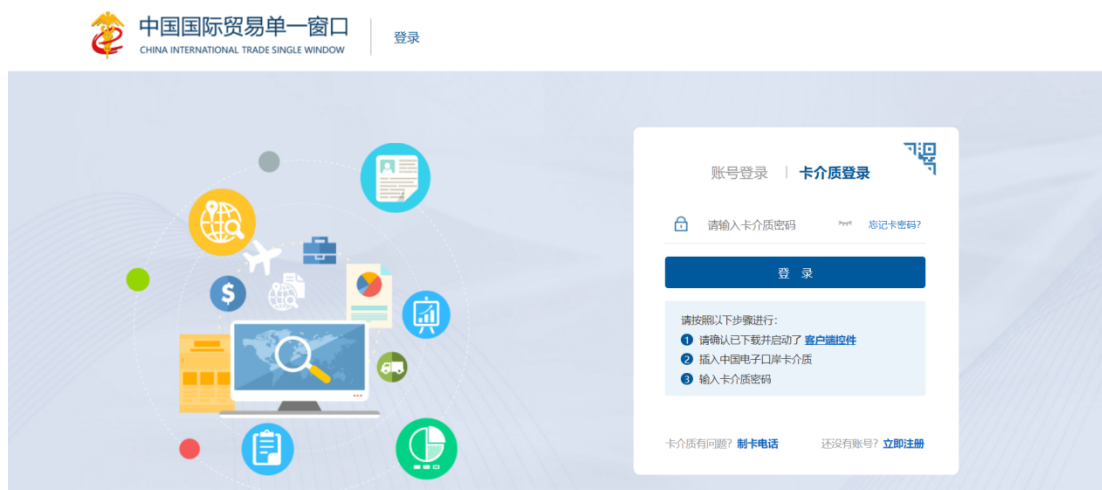 中国国际贸易单一窗口
CHINA INTERNATIONAL TRADE SINGLE WINDOW
登录
账号登录 | 卡介质登录
请输入卡介质密码 忘记卡密码?
登 录
请按照以下步骤进行：
1 请确认已下载并启动了 客户端控件
2 插入中国电子口岸卡介质
3 输入卡介质密码
卡介质有问题? 制卡电话 还没有账号? 立即注册